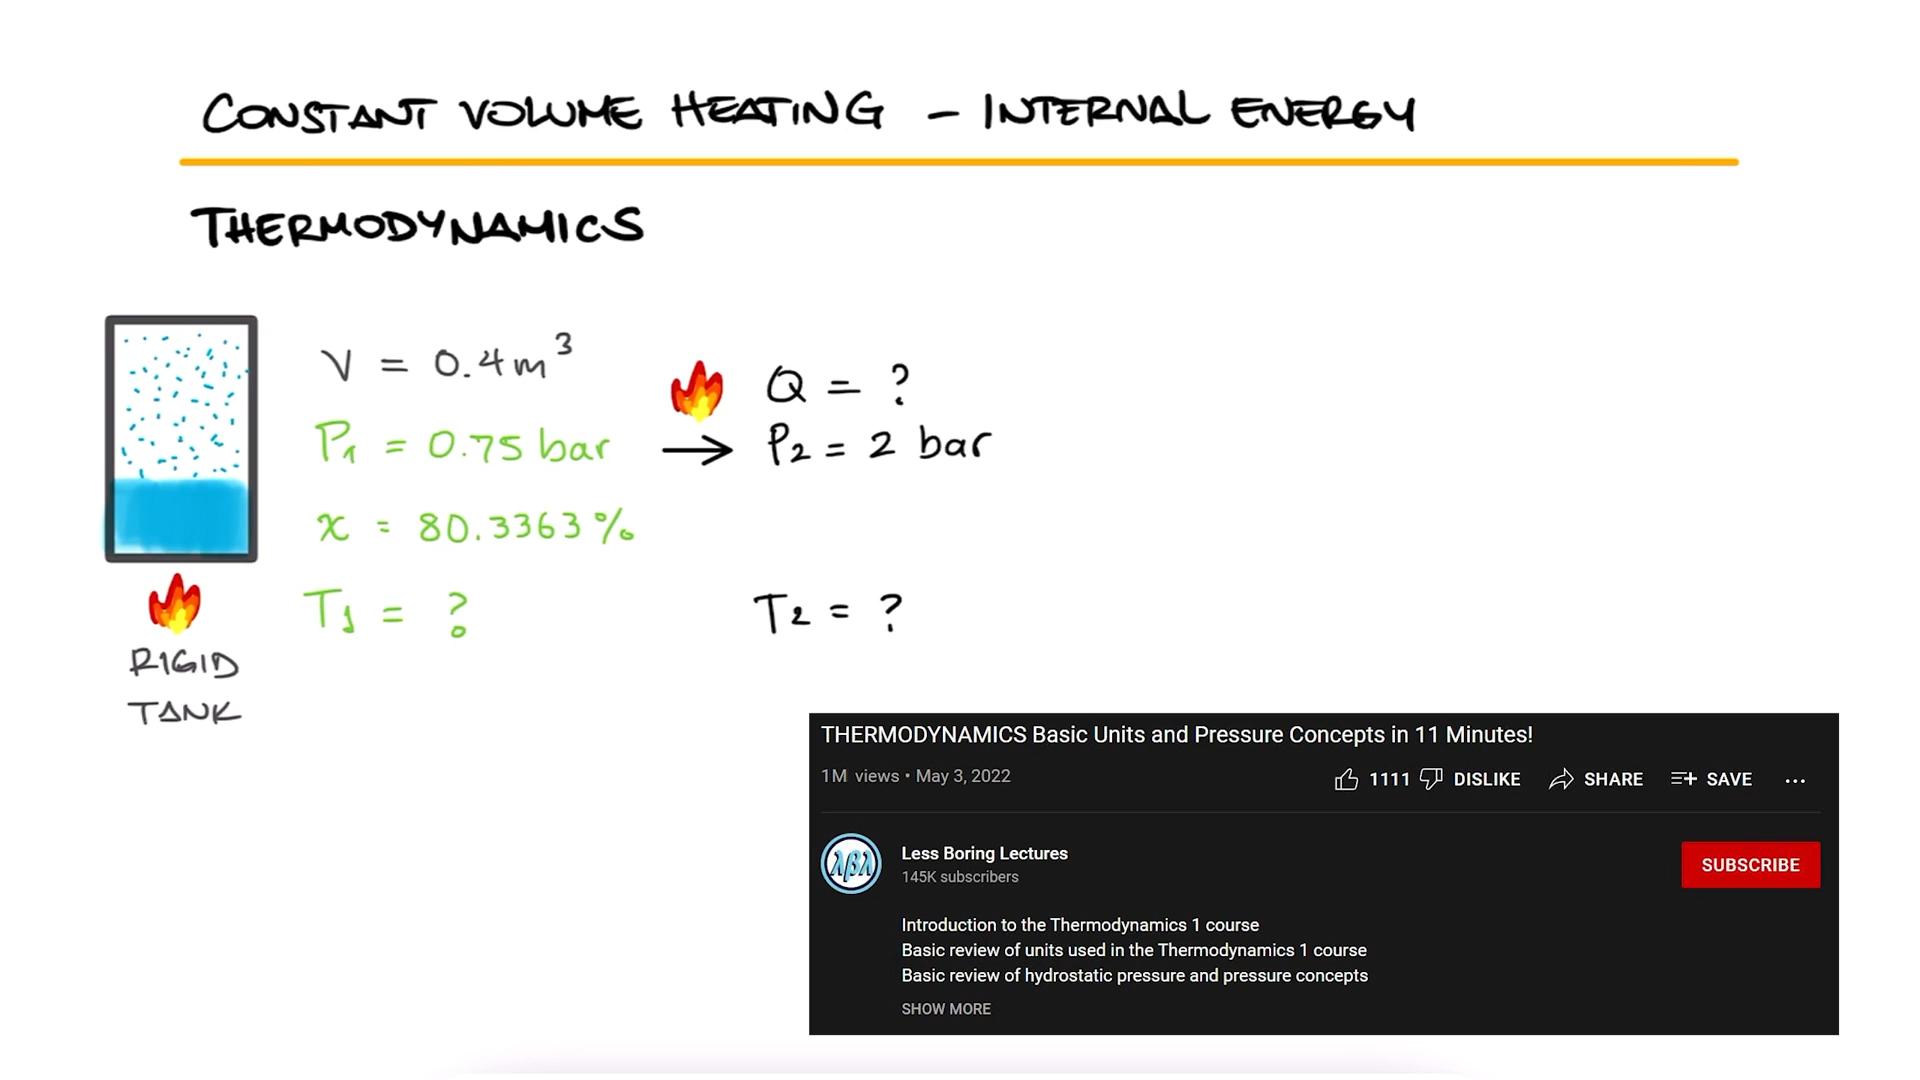 CONSTANT VOLUME HEATING - INTERNAL ENERGY
THERMODYNAMICS
V = 0.4 m³
P₁ = 0.75 bar
x = 80.3363%
T₁ = ?
RIGID
TANK
Q = ?
→ P₂ = 2 bar
T₂ = ?
THERMODYNAMICS Basic Units and Pressure Concepts in 11 Minutes!
1M views • May 3, 2022
1111 DISLIKE SHARE SAVE ...
λβλ
Less Boring Lectures
145K subscribers
SUBSCRIBE
Introduction to the Thermodynamics 1 course
Basic review of units used in the Thermodynamics 1 course
Basic review of hydrostatic pressure and pressure concepts
SHOW MORE